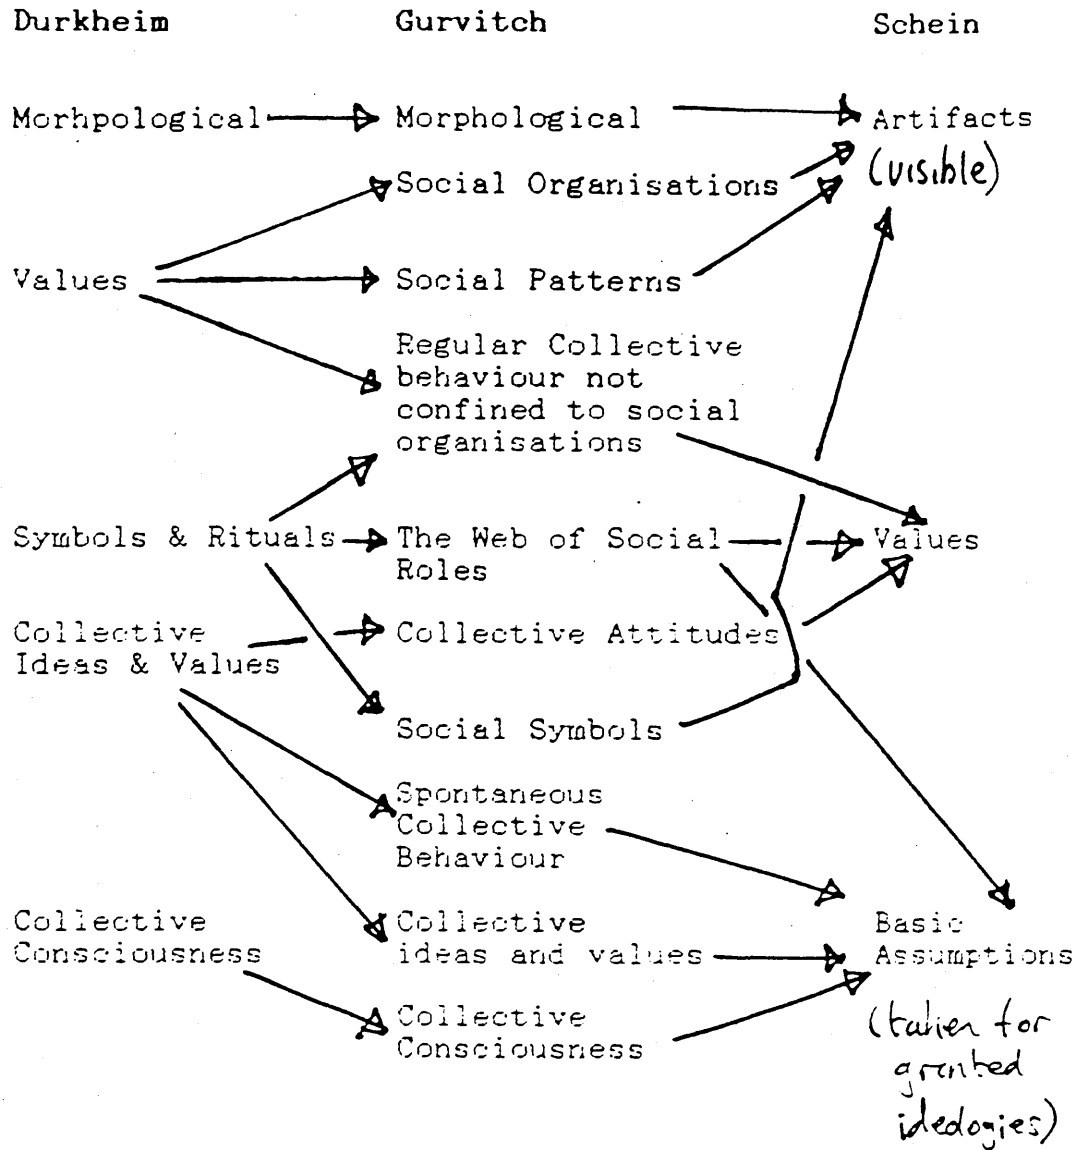 Durkheim Gurvitch Schein
Morhpological Morphological Artifacts
(visible)
Social Organisations
Values Social Patterns
Regular Collective
behaviour not
confined to social
organisations
Symbols & Rituals The Web of Social Values
Roles
Collective Collective Attitudes
Ideas & Values
Social Symbols
Spontaneous
Collective
Behaviour
Collective Collective Basic
Consciousness ideas and values Assumptions
Collective (taken for
Consciousness granted
ideologies)